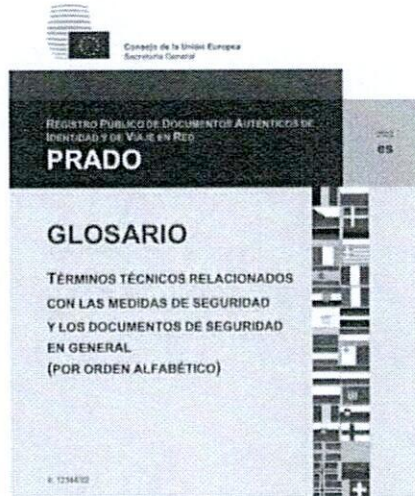 Consejo de la Unión Europea
Secretaría General
REGISTRO PÚBLICO DE DOCUMENTOS AUTÉNTICOS DE
IDENTIDAD Y DE VIAJE EN RED
PRADO
es
GLOSARIO
TÉRMINOS TÉCNICOS RELACIONADOS
CON LAS MEDIDAS DE SEGURIDAD
Y LOS DOCUMENTOS DE SEGURIDAD
EN GENERAL
(POR ORDEN ALFABÉTICO)